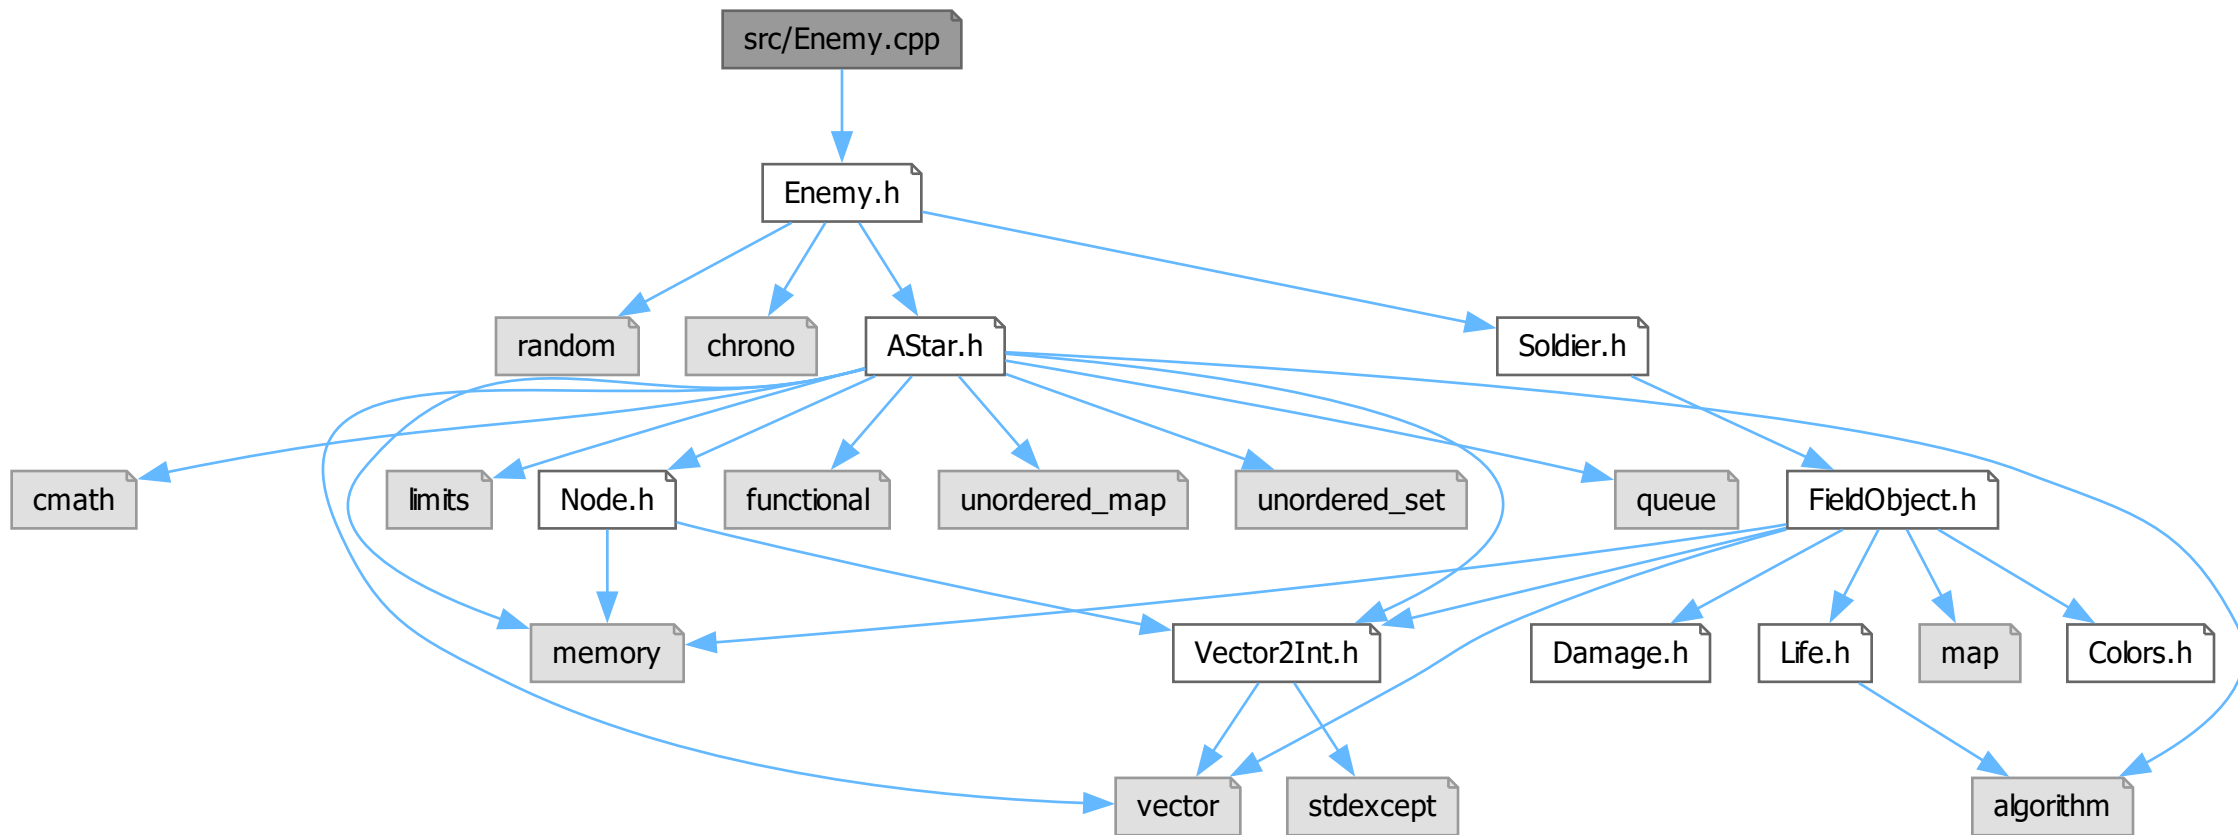 src/Enemy.cpp
Enemy.h
random
chrono
AStar.h
Soldier.h
cmath
limits
Node.h
functional
unordered_map
unordered_set
queue
FieldObject.h
memory
Vector2Int.h
Damage.h
Life.h
map
Colors.h
vector
stdexcept
algorithm